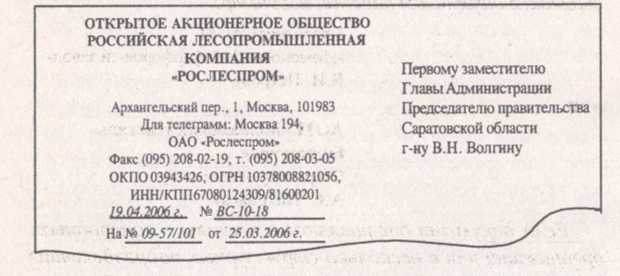 ОТКРЫТОЕ АКЦИОНЕРНОЕ ОБЩЕСТВО
РОССИЙСКАЯ ЛЕСОПРОМЫШЛЕННАЯ
КОМПАНИЯ
«РОСЛЕСПРОМ»
Архангельский пер., 1, Москва, 101983
Для телеграмм: Москва 194,
ОАО «Рослеспром»
Факс (095) 208-02-19, т. (095) 208-03-05
ОКПО 03943426, ОГРН 10378008821056,
ИНН/КПП67080124309/81600201
19.04.2006 г. № ВС-10-18
На № 09-57/101 от 25.03.2006 г.
Первому заместителю
Главы Администрации
Председателю правительства
Саратовской области
г-ну В.Н. Волгину